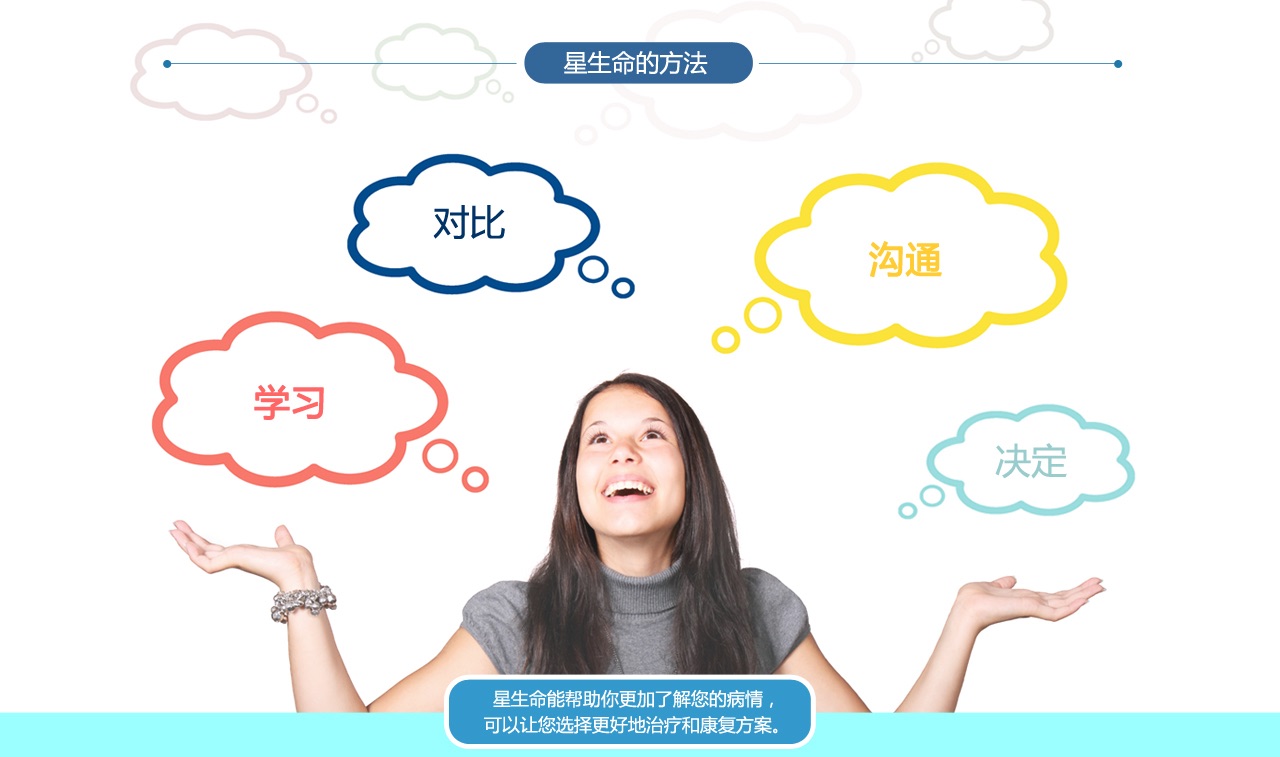 星生命的方法
对比
沟通
学习
决定
星生命能帮助你更加了解您的病情，
可以让您选择更好地治疗和康复方案。